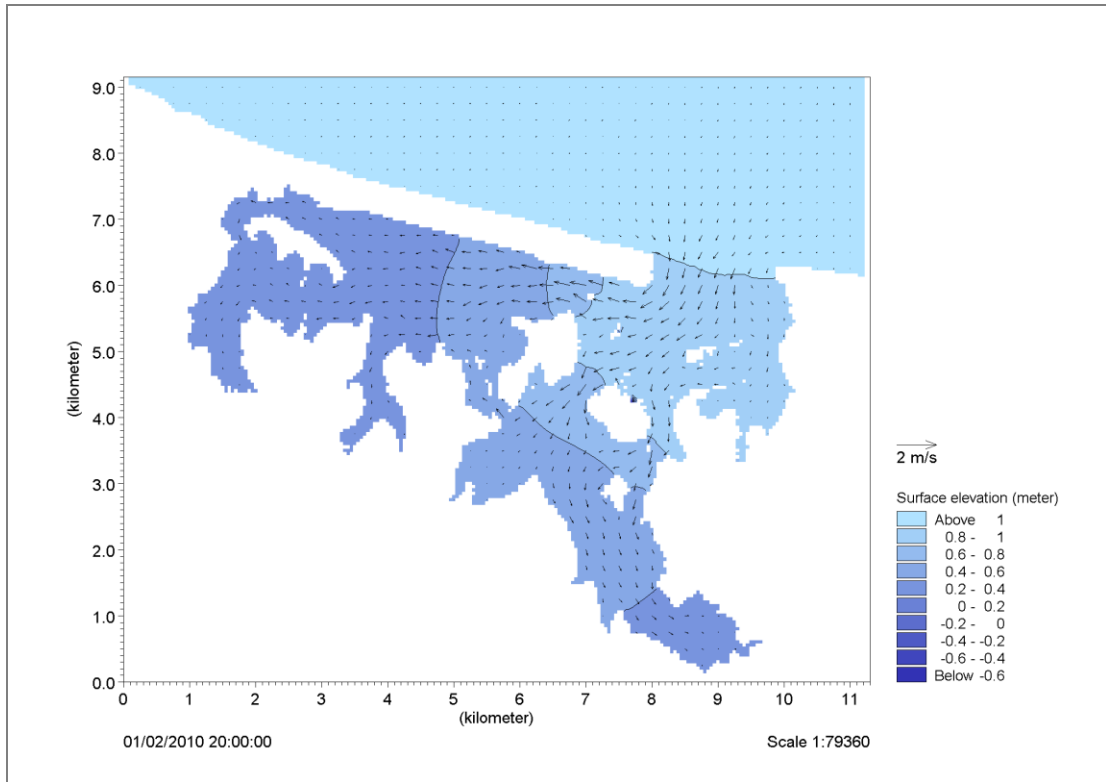 9.0
8.0
7.0
6.0
5.0
4.0
3.0
2.0
1.0
0.0
(kilometer)
0 1 2 3 4 5 6 7 8 9 10 11
(kilometer)
01/02/2010 20:00:00
Scale 1:79360
2 m/s
Surface elevation (meter)
Above 1
0.8 - 1
0.6 - 0.8
0.4 - 0.6
0.2 - 0.4
0 - 0.2
-0.2 - 0
-0.4 - -0.2
-0.6 - -0.4
Below -0.6